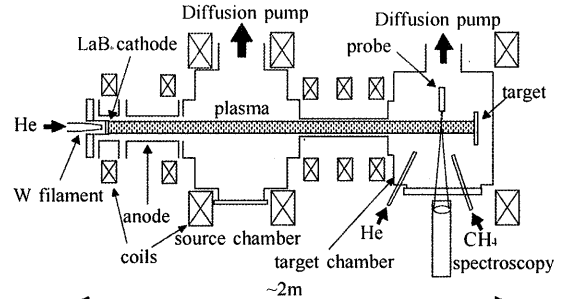 Diffusion pump
Diffusion pump
LaB₆ cathode
probe
plasma
target
He
W filament
anode
coils
source chamber
He
CH₄
target chamber
spectroscopy
~2m